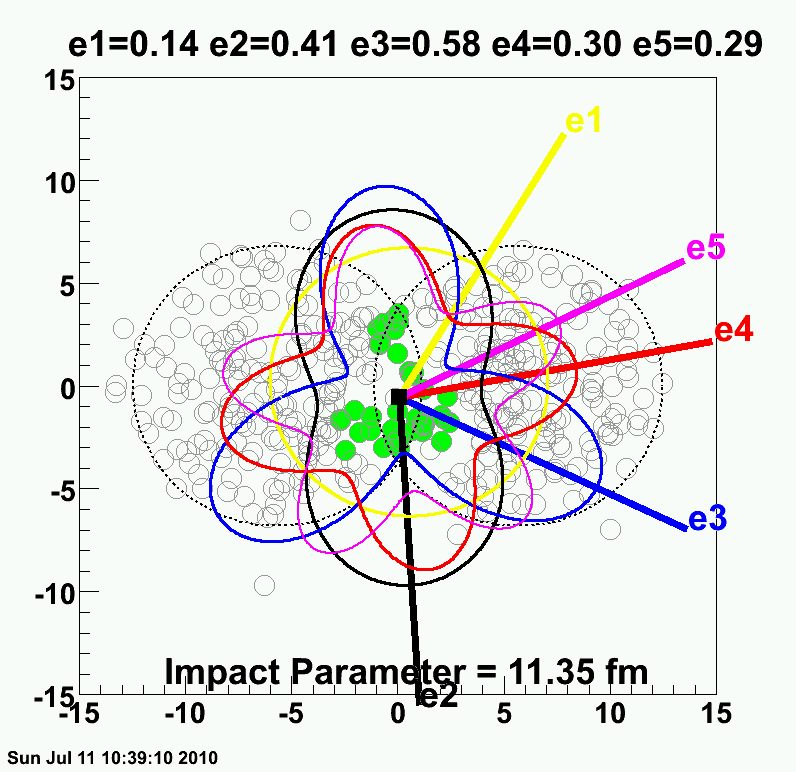 e1=0.14 e2=0.41 e3=0.58 e4=0.30 e5=0.29
15
e1
10
e5
5
e4
0
-5
e3
-10
Impact Parameter = 11.35 fm
-15
e2
-15 -10 -5 0 5 10 15
Sun Jul 11 10:39:10 2010